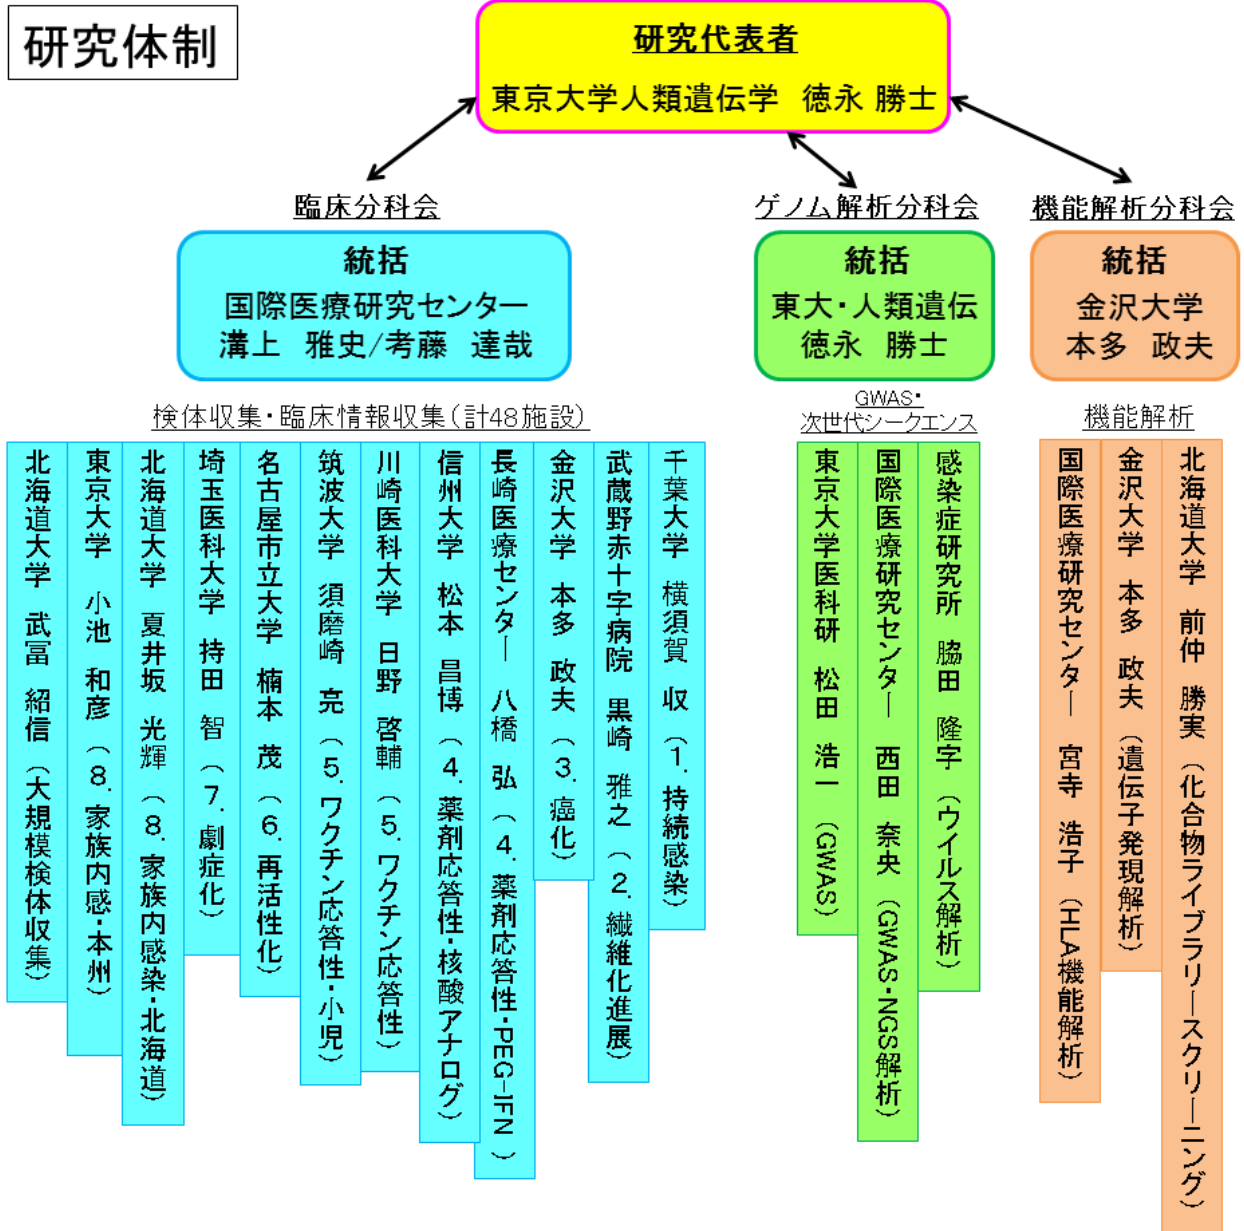 研究体制
研究代表者
東京大学人類遺伝学 徳永 勝士
臨床分科会
統括
国際医療研究センター
溝上 雅史/考藤 達哉
検体収集・臨床情報収集(計48施設)
千葉大学 横須賀 收 (1. 持続感染)
武蔵野赤十字病院 黒崎 雅之 (2. 繊維化進展)
金沢大学 本多 政夫 (3. 癌化)
長崎医療センター 八橋 弘 (4. 薬剤応答性・PEG-IFN)
信州大学 松本 昌博 (4. 薬剤応答性・核酸アナログ)
川崎医科大学 日野 啓輔 (5. ワクチン応答性)
筑波大学 須磨崎 亮 (5. ワクチン応答性・小児)
名古屋市立大学 楠本 茂 (6. 再活性化)
埼玉医科大学 持田 智 (7. 劇症化)
北海道大学 夏井坂 光輝 (8. 家族内感染・北海道)
東京大学 小池 和彦 (8. 家族内感・本州)
北海道大学 武冨 紹信 (大規模検体収集)
ゲノム解析分科会
統括
東大・人類遺伝
徳永 勝士
GWAS・
次世代シークエンス
感染症研究所 脇田 隆字 (ウイルス解析)
国際医療研究センター 西田 奈央 (GWAS・NGS解析)
東京大学医科研 松田 浩一 (GWAS)
機能解析分科会
統括
金沢大学
本多 政夫
機能解析
北海道大学 前仲 勝実 (化合物ライブラリースクリーニング)
金沢大学 本多 政夫 (遺伝子発現解析)
国際医療研究センター 宮寺 浩子 (HLA機能解析)